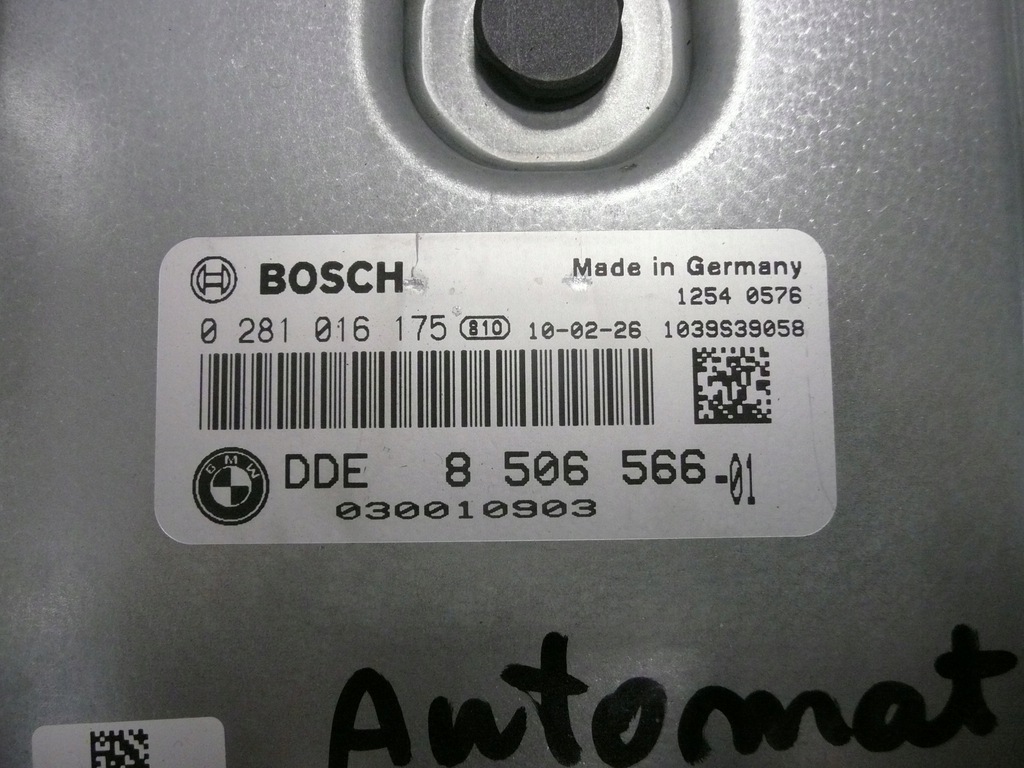 BOSCH
Made in Germany
1254 0576
0 281 016 175 810 10-02-26 1039S39058
BMW
DDE 8 506 566-01
030010903
Automat